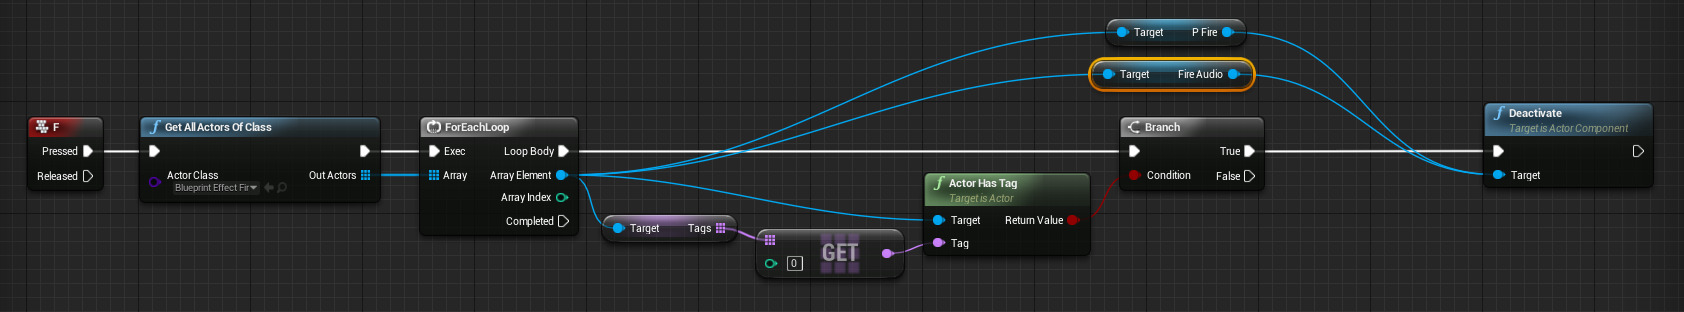 Target P Fire
Target Fire Audio
F
Pressed
Released
Get All Actors Of Class
Actor Class
Blueprint Effect Fir
Out Actors
ForEachLoop
Exec Loop Body
Array Array Element
Array Index
Completed
Target Tags
0 GET
Actor Has Tag
Target is Actor
Target Return Value
Tag
Branch
True
Condition False
Deactivate
Target is Actor Component
Target